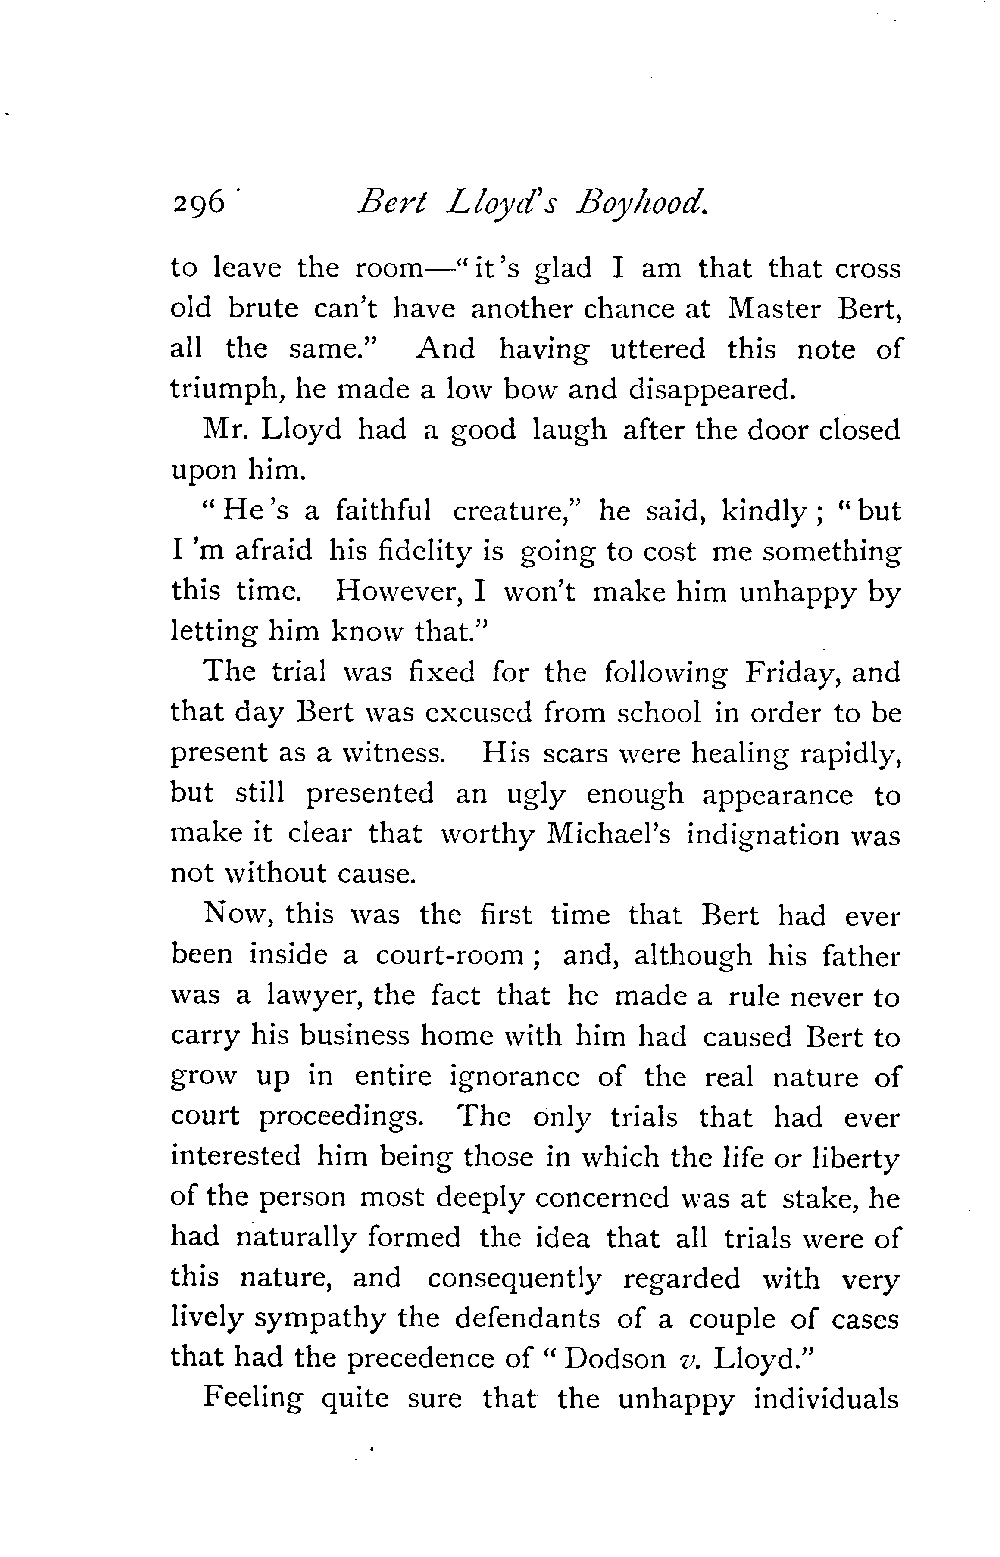 296 Bert Lloyd's Boyhood.
to leave the room—"it's glad I am that that cross
old brute can't have another chance at Master Bert,
all the same." And having uttered this note of
triumph, he made a low bow and disappeared.
Mr. Lloyd had a good laugh after the door closed
upon him.
"He's a faithful creature," he said, kindly; "but
I'm afraid his fidelity is going to cost me something
this time. However, I won't make him unhappy by
letting him know that."
The trial was fixed for the following Friday, and
that day Bert was excused from school in order to be
present as a witness. His scars were healing rapidly,
but still presented an ugly enough appearance to
make it clear that worthy Michael's indignation was
not without cause.
Now, this was the first time that Bert had ever
been inside a court-room; and, although his father
was a lawyer, the fact that he made a rule never to
carry his business home with him had caused Bert to
grow up in entire ignorance of the real nature of
court proceedings. The only trials that had ever
interested him being those in which the life or liberty
of the person most deeply concerned was at stake, he
had naturally formed the idea that all trials were of
this nature, and consequently regarded with very
lively sympathy the defendants of a couple of cases
that had the precedence of "Dodson v. Lloyd."
Feeling quite sure that the unhappy individuals